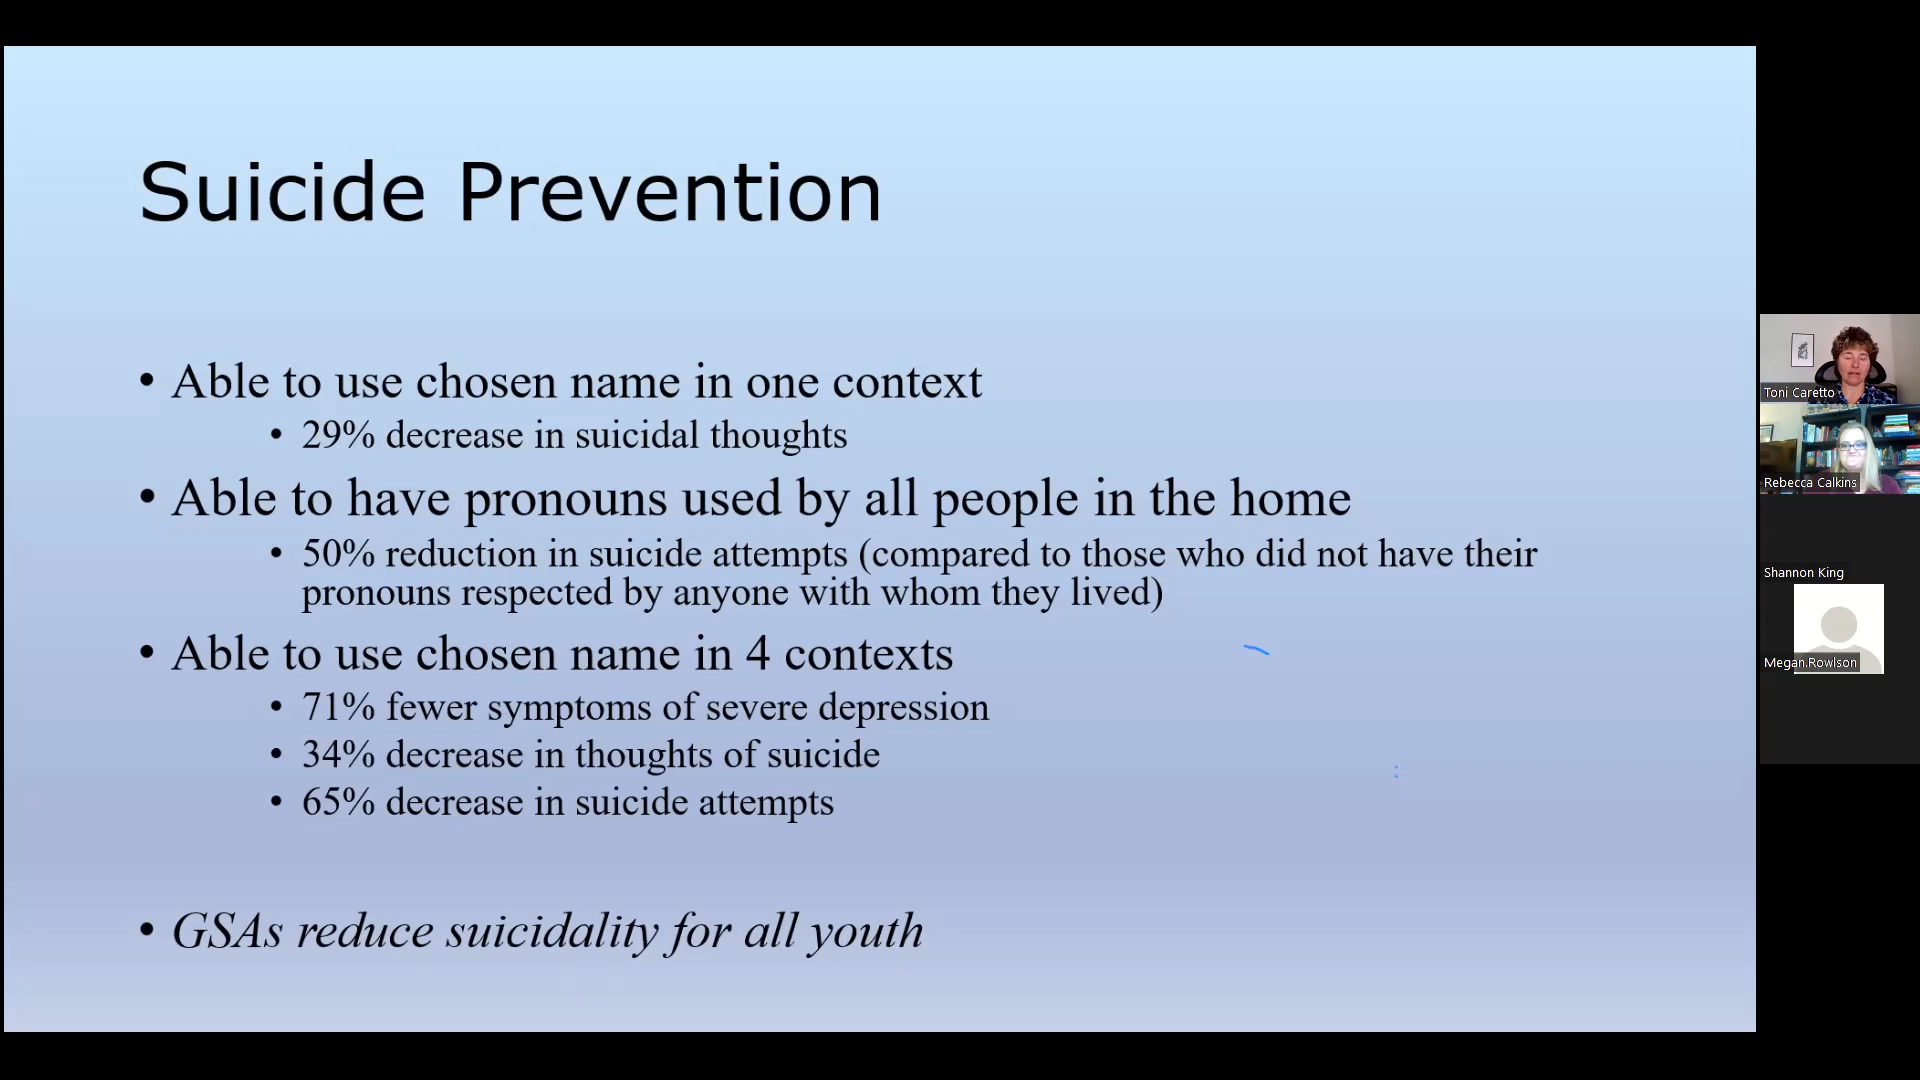 Suicide Prevention
• Able to use chosen name in one context
• 29% decrease in suicidal thoughts
• Able to have pronouns used by all people in the home
• 50% reduction in suicide attempts (compared to those who did not have their
pronouns respected by anyone with whom they lived)
• Able to use chosen name in 4 contexts
• 71% fewer symptoms of severe depression
• 34% decrease in thoughts of suicide
• 65% decrease in suicide attempts
• GSAs reduce suicidality for all youth
Toni Caretto
Rebecca Calkins
Shannon King
Megan.Rowlson